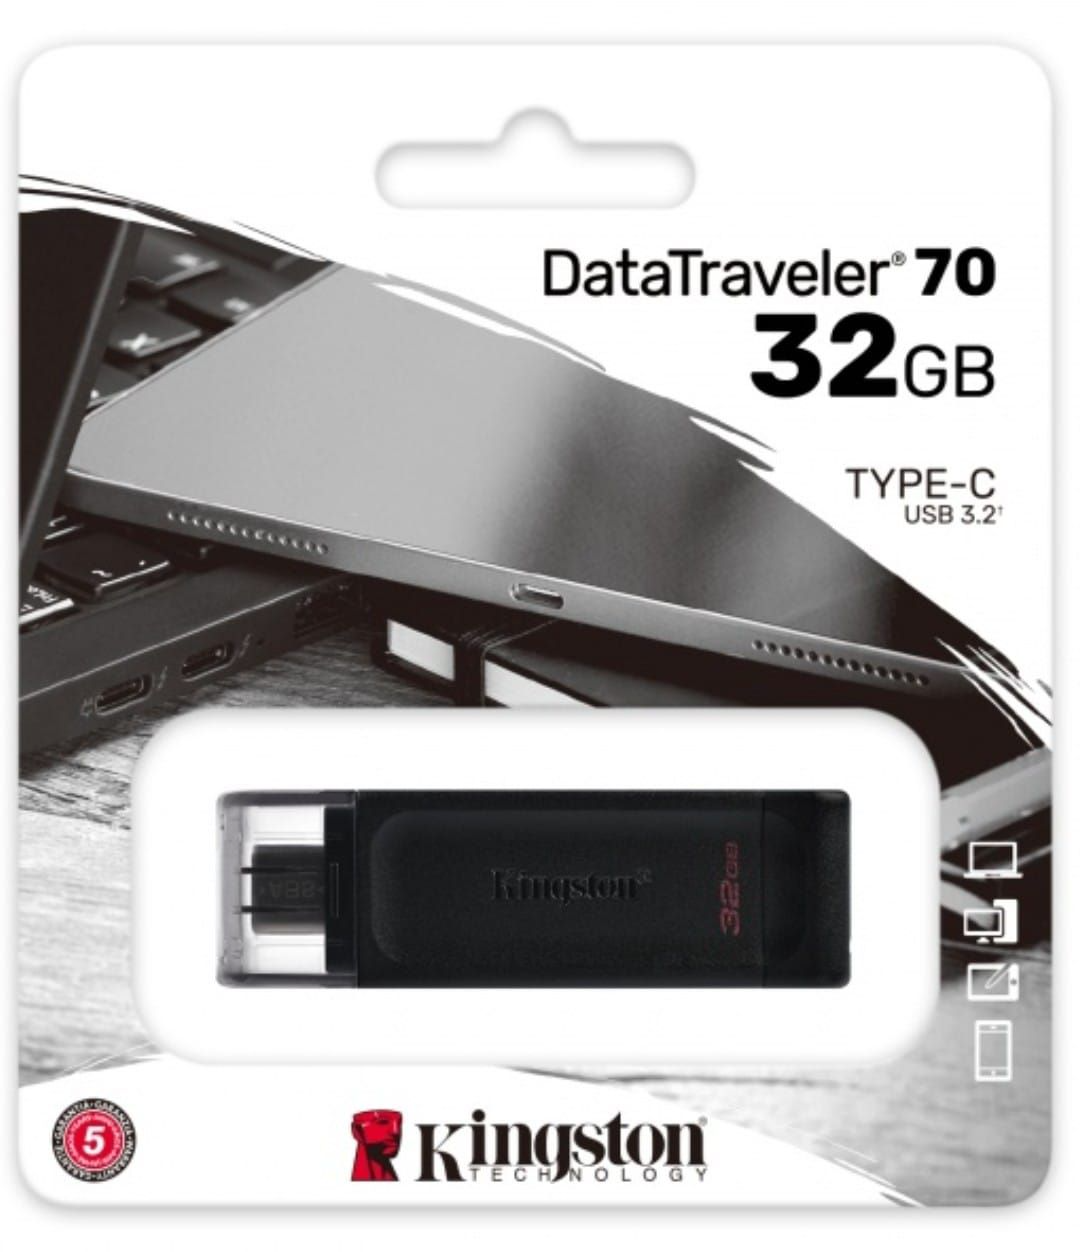 DataTraveler® 70
32GB
TYPE-C
USB 3.2†
Kingston®
32GB
5
Kingston®
TECHNOLOGY